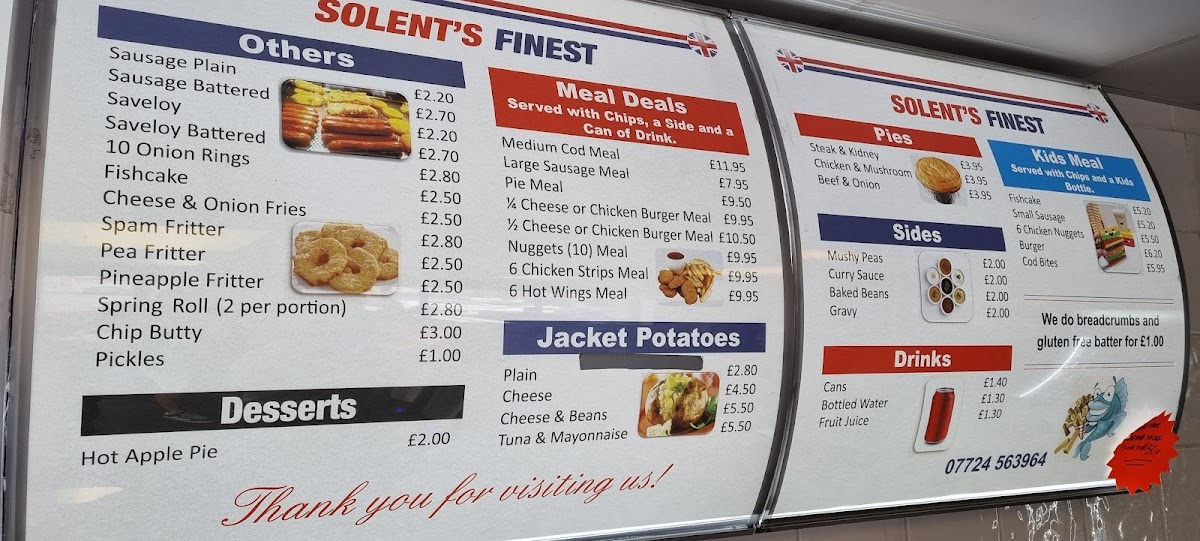 SOLENT'S FINEST
Others
Sausage Plain £2.20
Sausage Battered £2.70
Saveloy £2.20
Saveloy Battered £2.70
10 Onion Rings £2.80
Fishcake £2.50
Cheese & Onion Fries £2.50
Spam Fritter £2.80
Pea Fritter £2.50
Pineapple Fritter £2.50
Spring Roll (2 per portion) £2.80
Chip Butty £3.00
Pickles £1.00
Desserts
Hot Apple Pie £2.00
Meal Deals
Served with Chips, a Side and a
Can of Drink.
Medium Cod Meal £11.95
Large Sausage Meal £7.95
Pie Meal £9.50
¼ Cheese or Chicken Burger Meal £9.95
½ Cheese or Chicken Burger Meal £10.50
Nuggets (10) Meal £9.95
6 Chicken Strips Meal £9.95
6 Hot Wings Meal £9.95
Jacket Potatoes
Plain £2.80
Cheese £4.50
Cheese & Beans £5.50
Tuna & Mayonnaise £5.50
Thank you for visiting us!
SOLENT'S FINEST
Pies
Steak & Kidney £3.95
Chicken & Mushroom £3.95
Beef & Onion £3.95
Sides
Mushy Peas £2.00
Curry Sauce £2.00
Baked Beans £2.00
Gravy £2.00
Drinks
Cans £1.40
Bottled Water £1.30
Fruit Juice £1.30
Kids Meal
Served with Chips and a Kids
Bottle.
Fishcake £5.20
Small Sausage £5.20
6 Chicken Nuggets £5.50
Burger £6.20
Cod Bites £5.95
We do breadcrumbs and
gluten free batter for £1.00
07724 563964